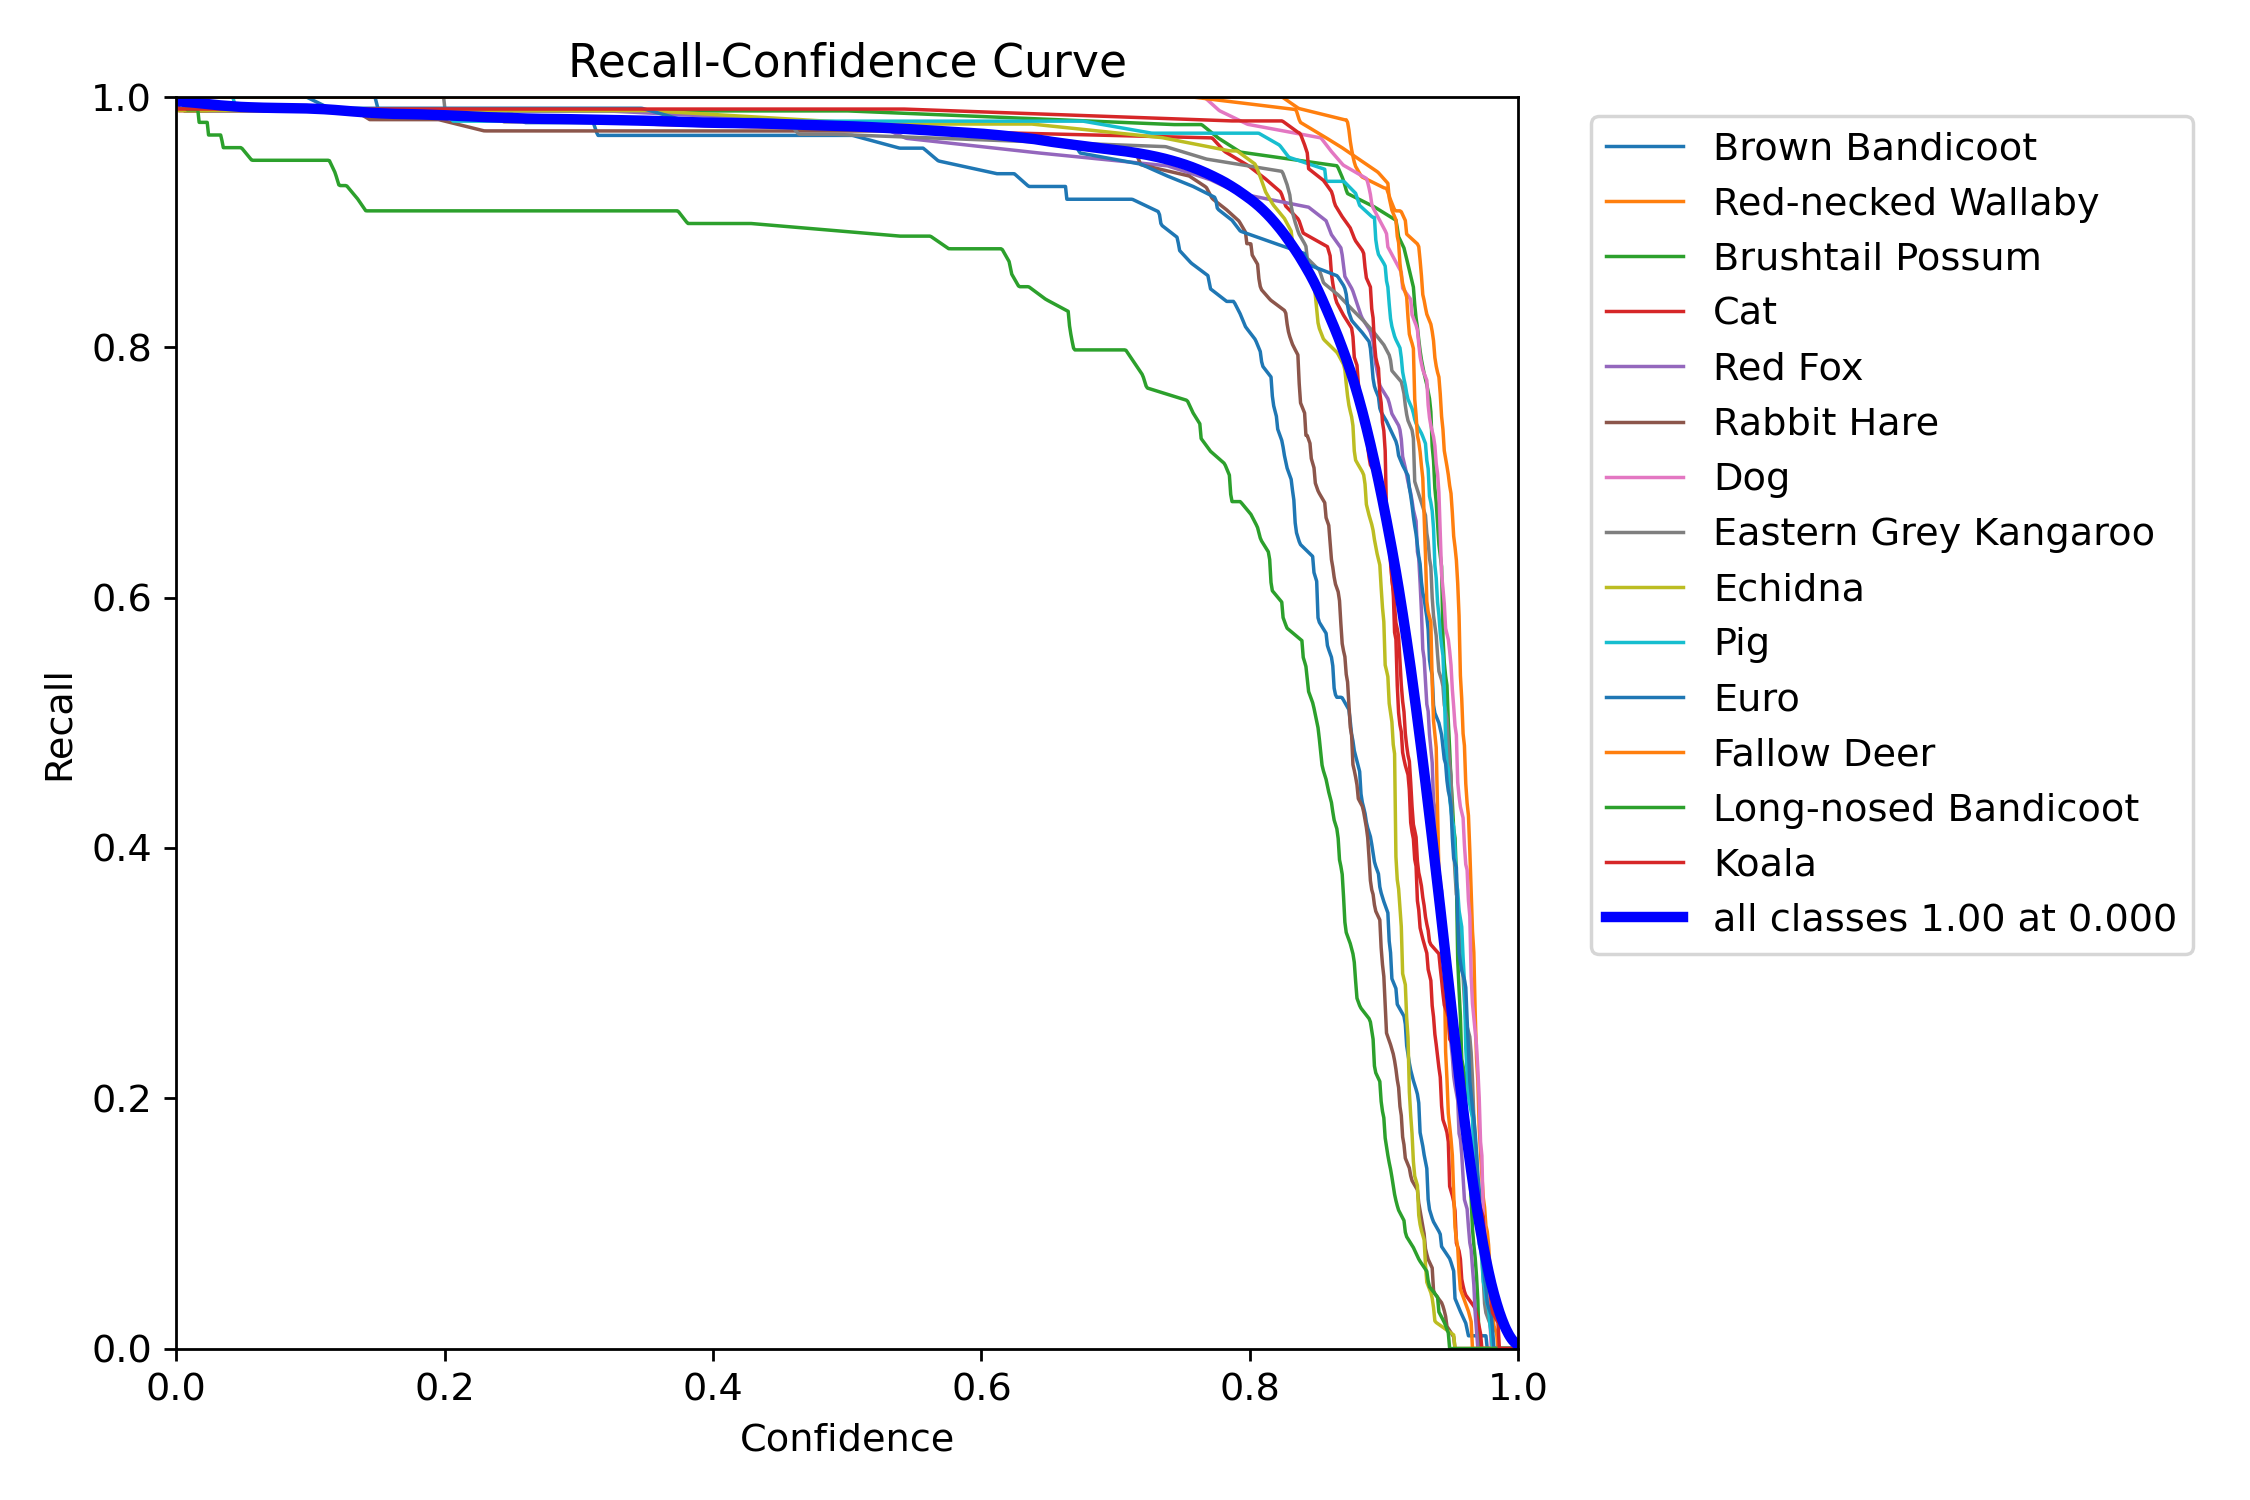 Recall-Confidence Curve
1.0
0.8
0.6
0.4
0.2
0.0
Recall
0.0 0.2 0.4 0.6 0.8 1.0
Confidence
Brown Bandicoot
Red-necked Wallaby
Brushtail Possum
Cat
Red Fox
Rabbit Hare
Dog
Eastern Grey Kangaroo
Echidna
Pig
Euro
Fallow Deer
Long-nosed Bandicoot
Koala
all classes 1.00 at 0.000